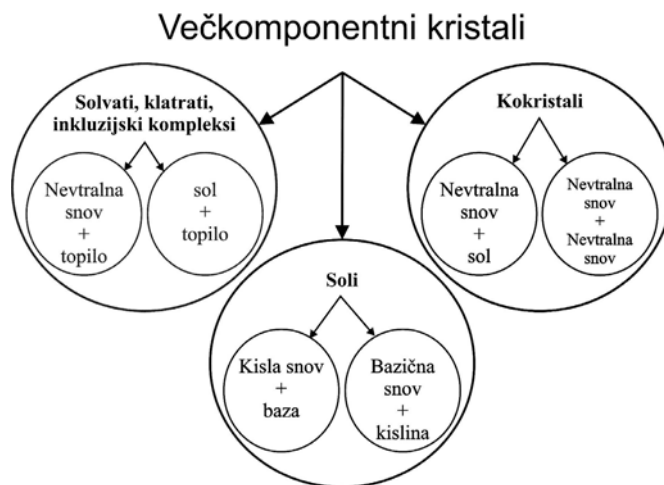 Večkomponentni kristali
Solvati, klatrati,
inkluzijski kompleksi
Nevtralna
snov
+
topilo
sol
+
topilo
Kokristali
Nevtralna
snov
+
sol
Nevtralna
snov
+
Nevtralna
snov
Soli
Kisla snov
+
baza
Bazična
snov
+
kislina